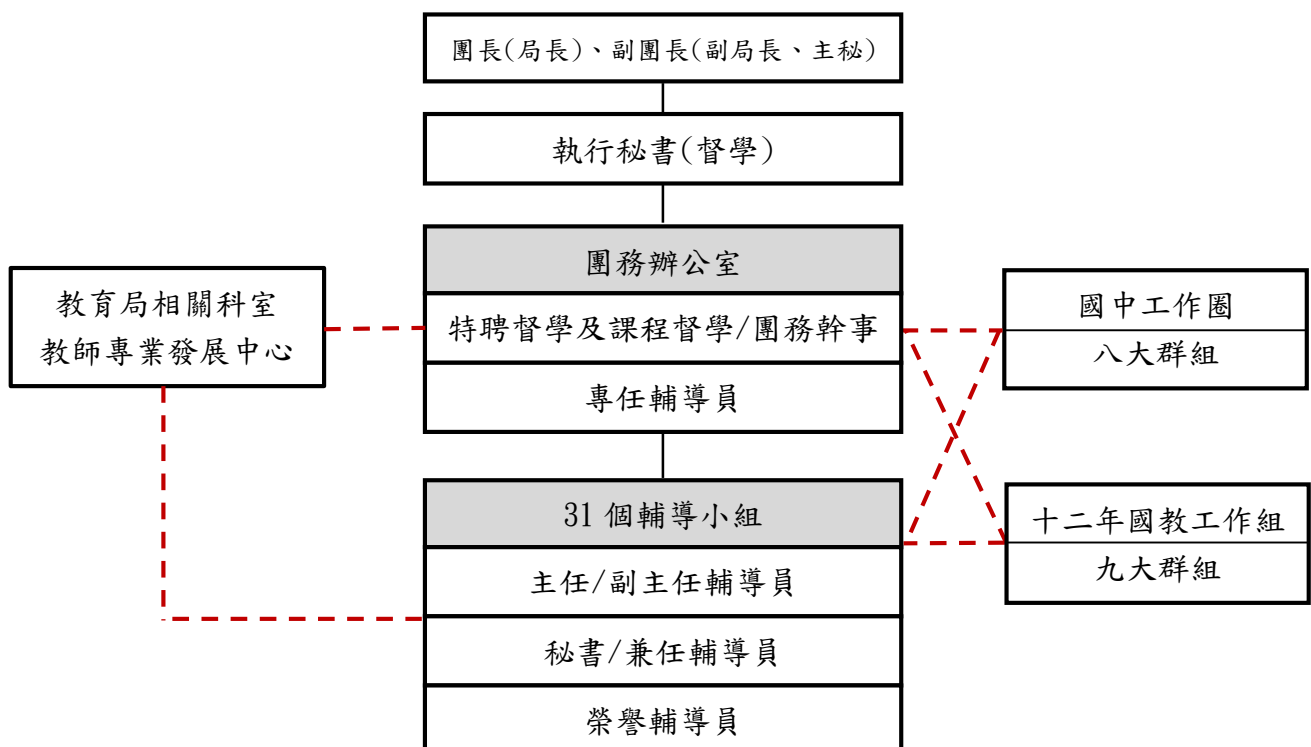 團長(局長)、副團長(副局長、主秘)
執行秘書(督學)
團務辦公室
特聘督學及課程督學/團務幹事
專任輔導員
教育局相關科室
教師專業發展中心
國中工作圈
八大群組
31 個輔導小組
主任/副主任輔導員
秘書/兼任輔導員
榮譽輔導員
十二年國教工作組
九大群組